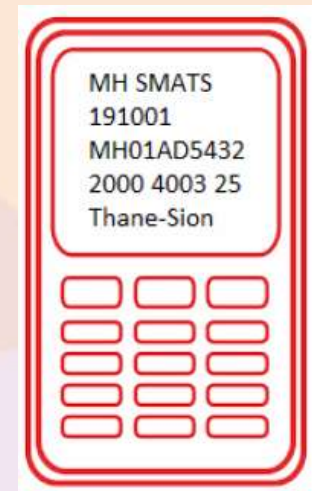 MH SMATS
191001
MH01AD5432
2000 4003 25
Thane-Sion